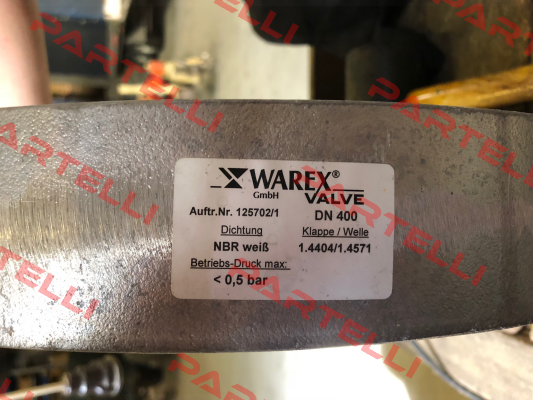 WAREX®
GmbH VALVE
Auftr.Nr. 125702/1 DN 400
Dichtung Klappe / Welle
NBR weiß 1.4404/1.4571
Betriebs-Druck max:
< 0,5 bar
PARTELLI
PARTELLI
PARTELLI
PARTELLI
PARTELLI
PARTELLI